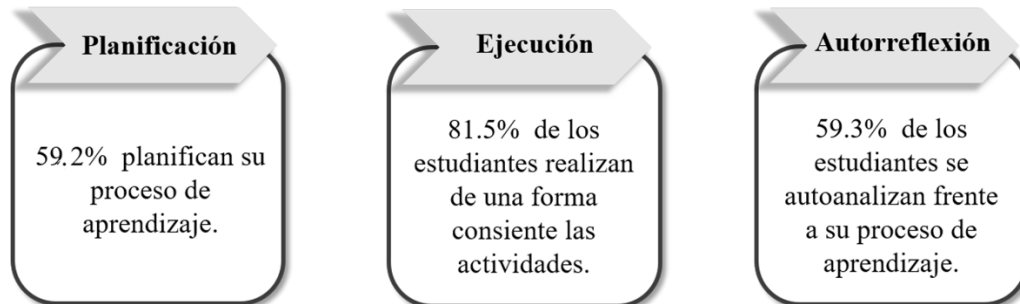 Planificación
59.2% planifican su
proceso de
aprendizaje.
Ejecución
81.5% de los
estudiantes realizan
de una forma
consiente las
actividades.
Autorreflexión
59.3% de los
estudiantes se
autoanalizan frente
a su proceso de
aprendizaje.